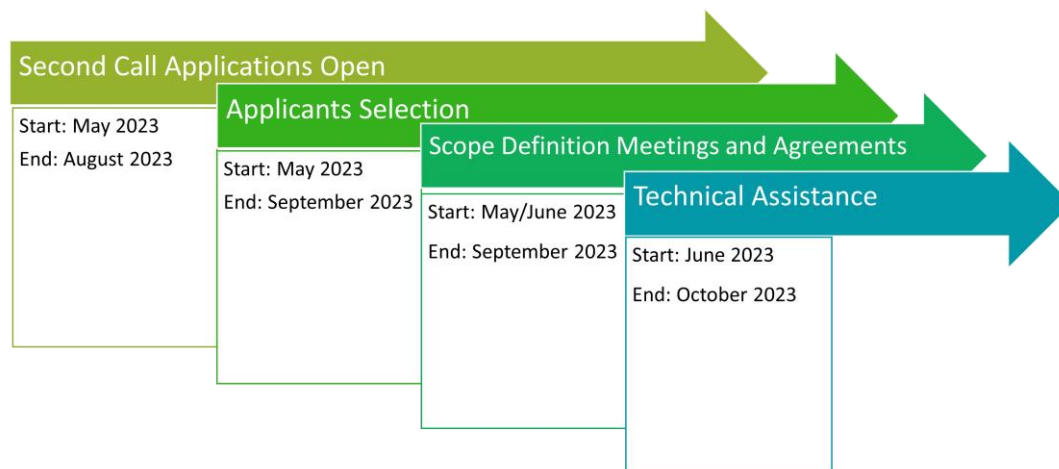 Second Call Applications Open
Start: May 2023
End: August 2023
Applicants Selection
Start: May 2023
End: September 2023
Scope Definition Meetings and Agreements
Start: May/June 2023
End: September 2023
Technical Assistance
Start: June 2023
End: October 2023